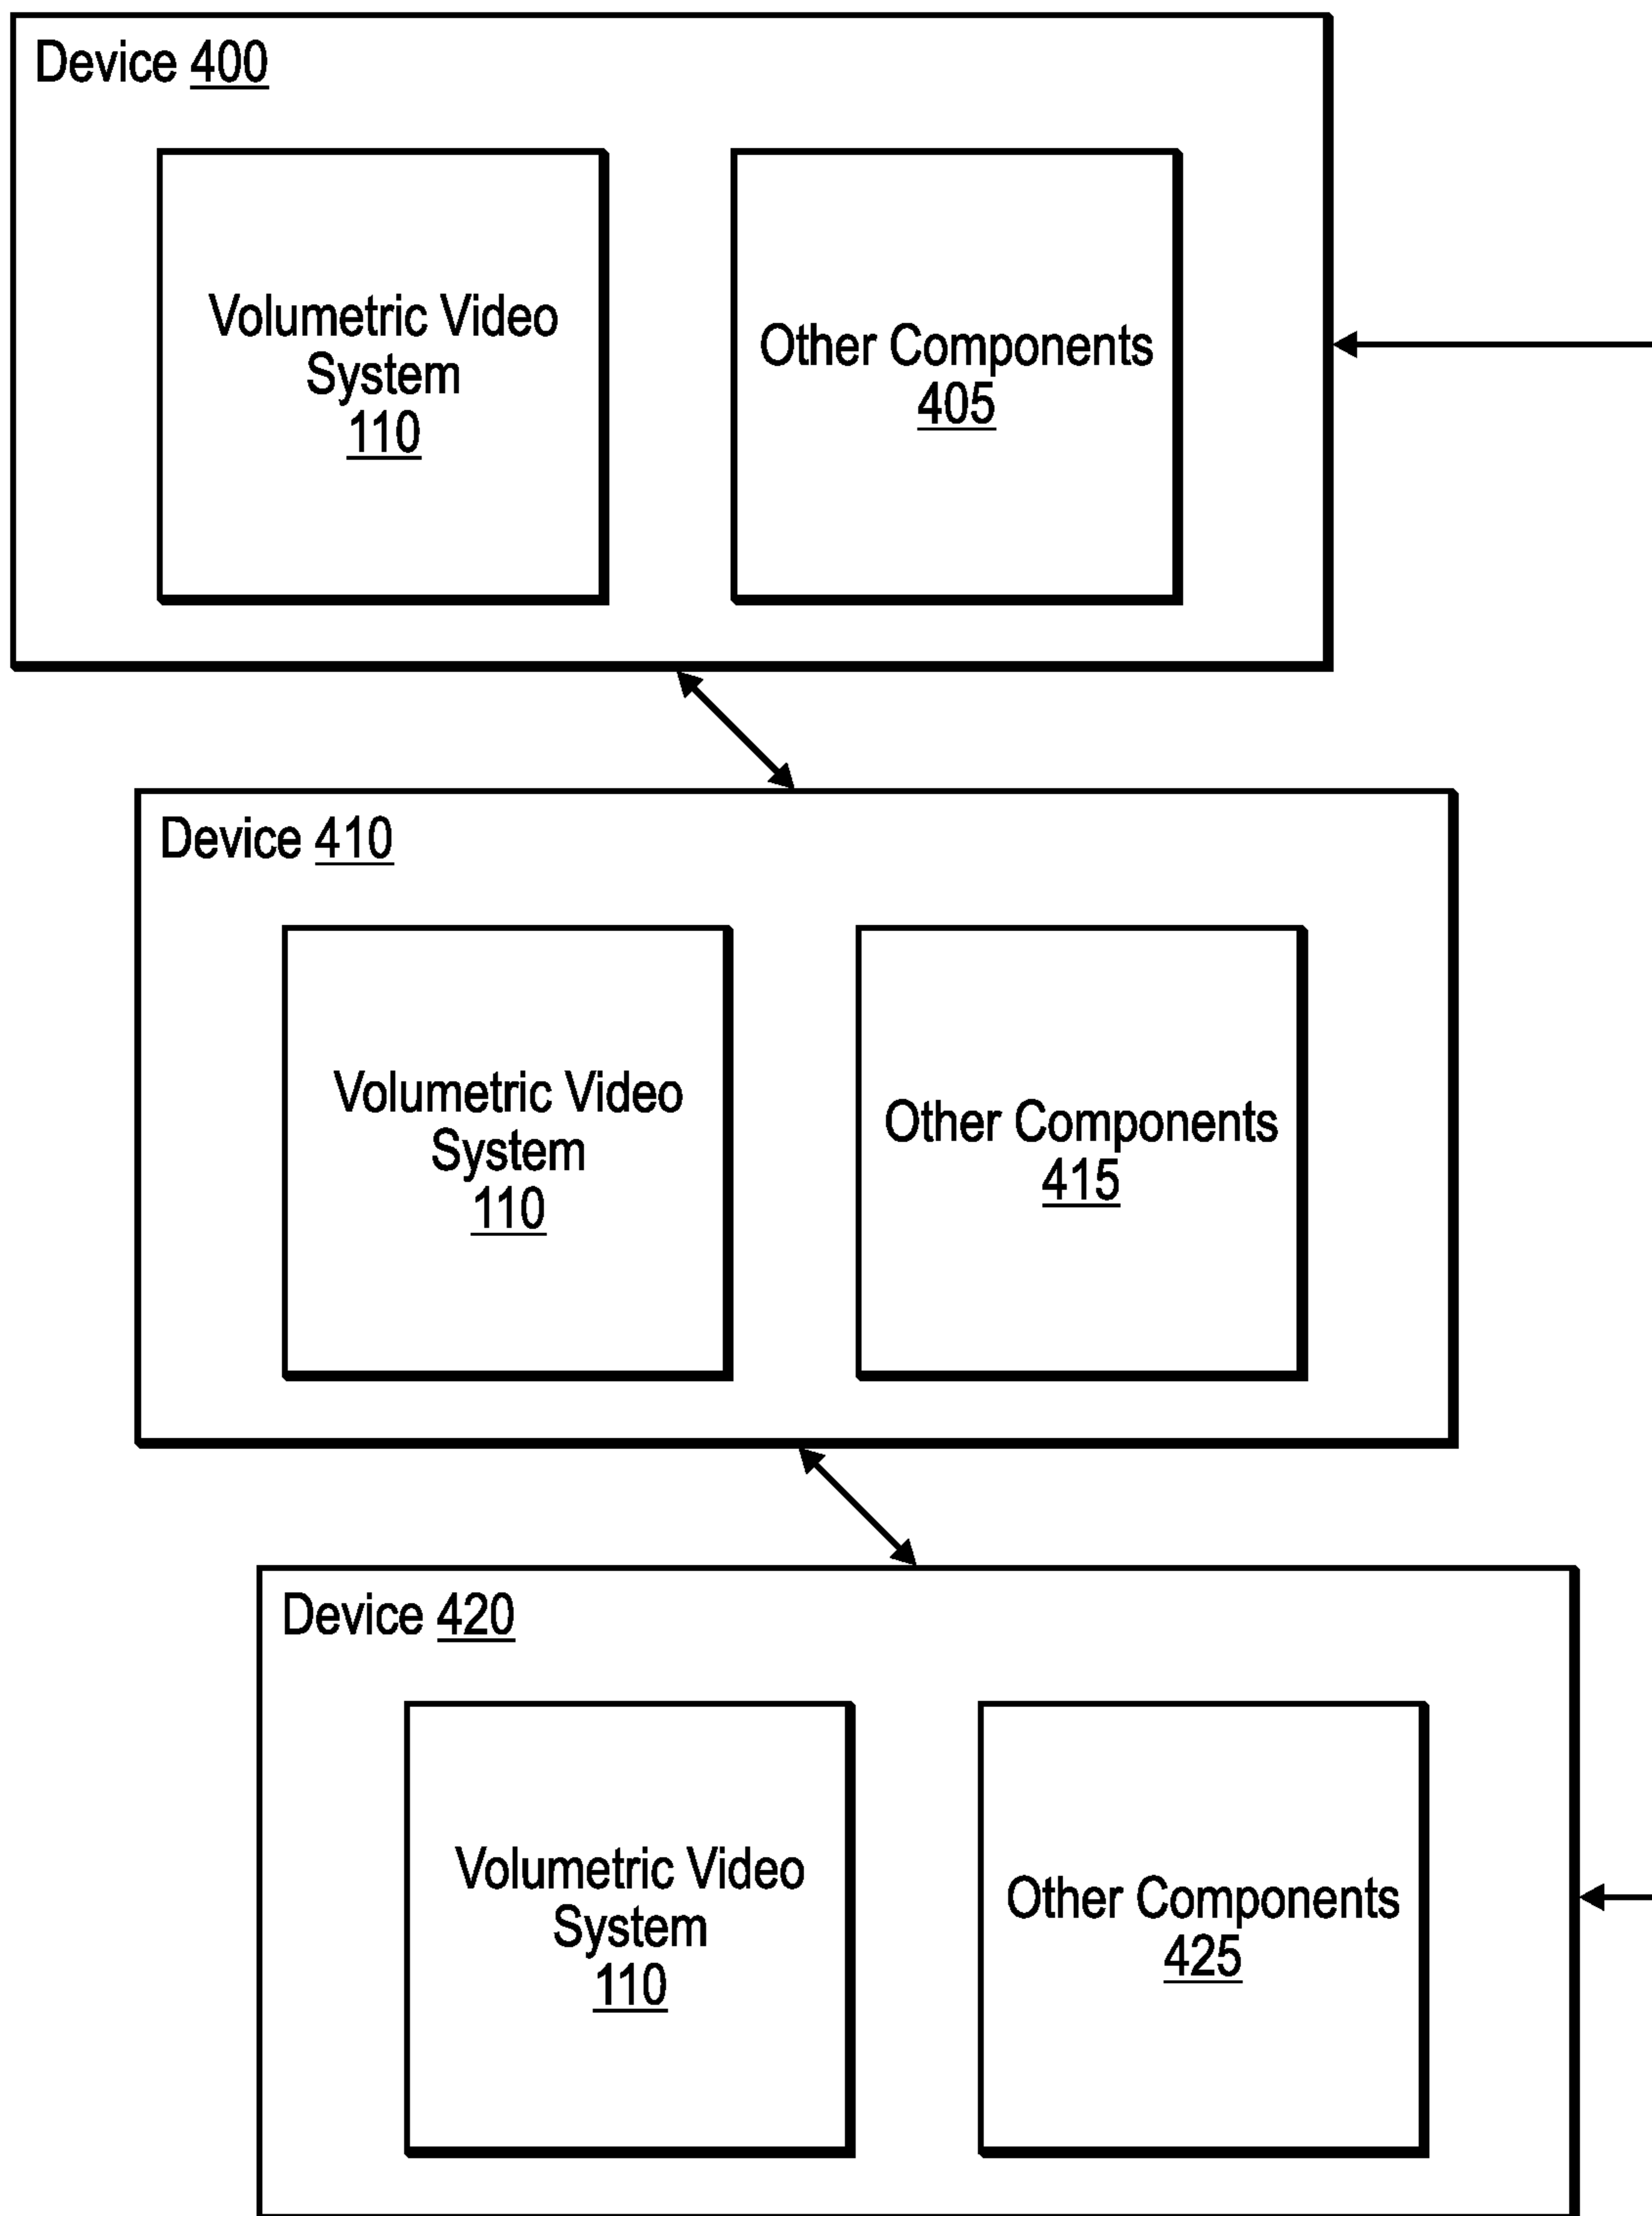 Device 400
Volumetric Video
System
110
Other Components
405
Device 410
Volumetric Video
System
110
Other Components
415
Device 420
Volumetric Video
System
110
Other Components
425